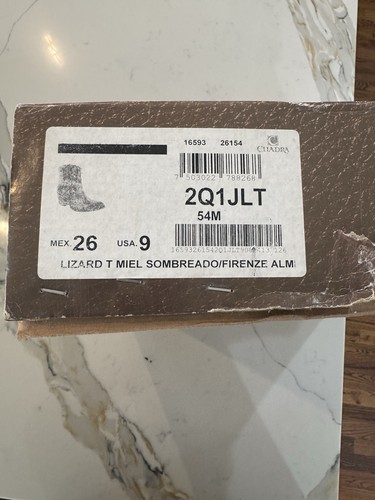 16593 26154
CUADRA
7 503022 788268
2Q1JLT
54M
MEX. 26 USA. 9
LIZARD T MIEL SOMBREADO/FIRENZE ALM